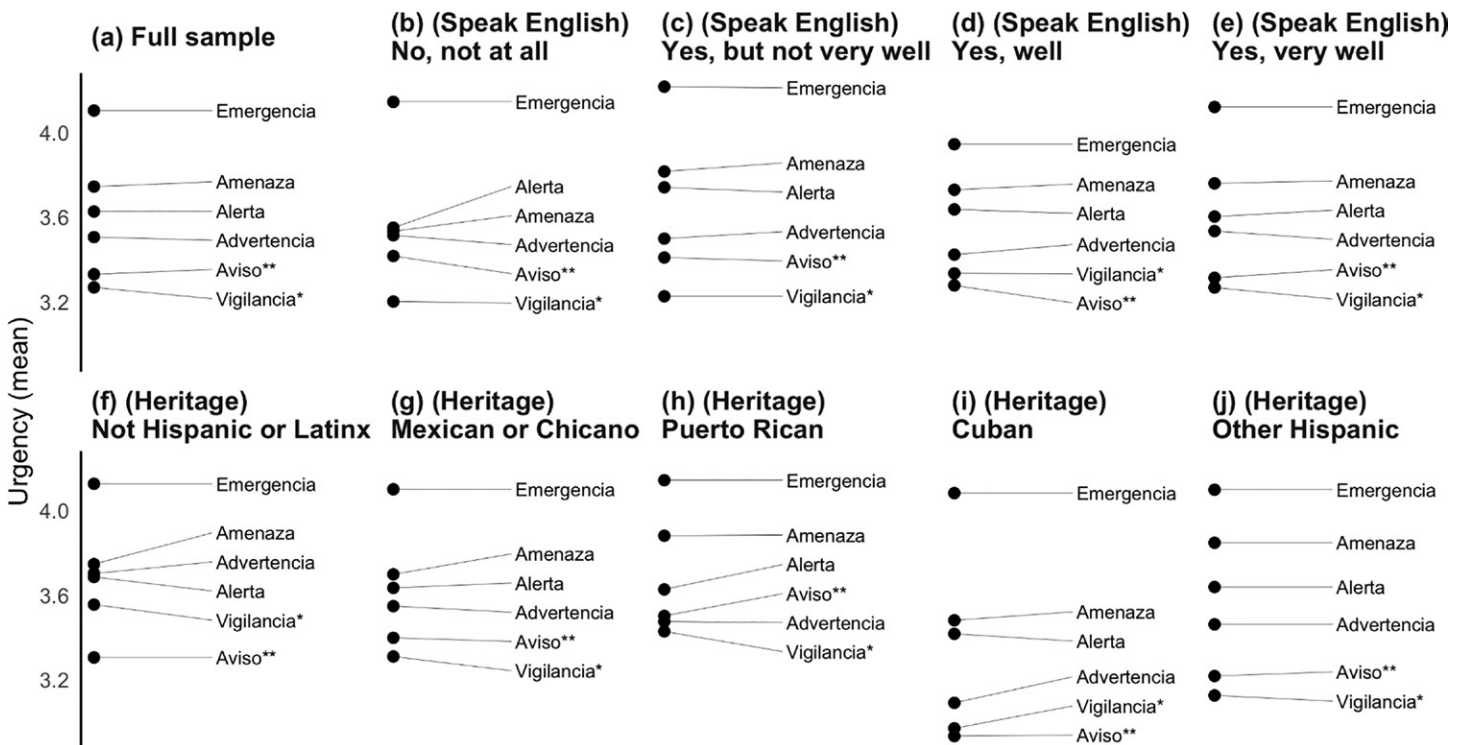 (a) Full sample
(b) (Speak English)
No, not at all
(c) (Speak English)
Yes, but not very well
(d) (Speak English)
Yes, well
(e) (Speak English)
Yes, very well
Urgency (mean)
4.0
3.6
3.2
Emergencia
Amenaza
Alerta
Advertencia
Aviso**
Vigilancia*
Emergencia
Alerta
Amenaza
Advertencia
Aviso**
Vigilancia*
Emergencia
Amenaza
Alerta
Advertencia
Aviso**
Vigilancia*
Emergencia
Amenaza
Alerta
Advertencia
Vigilancia*
Aviso**
Emergencia
Amenaza
Alerta
Advertencia
Aviso**
Vigilancia*
(f) (Heritage)
Not Hispanic or Latinx
(g) (Heritage)
Mexican or Chicano
(h) (Heritage)
Puerto Rican
(i) (Heritage)
Cuban
(j) (Heritage)
Other Hispanic
4.0
3.6
3.2
Emergencia
Amenaza
Advertencia
Alerta
Vigilancia*
Aviso**
Emergencia
Amenaza
Alerta
Advertencia
Aviso**
Vigilancia*
Emergencia
Amenaza
Alerta
Aviso**
Advertencia
Vigilancia*
Emergencia
Amenaza
Alerta
Advertencia
Vigilancia*
Aviso**
Emergencia
Amenaza
Alerta
Advertencia
Aviso**
Vigilancia*